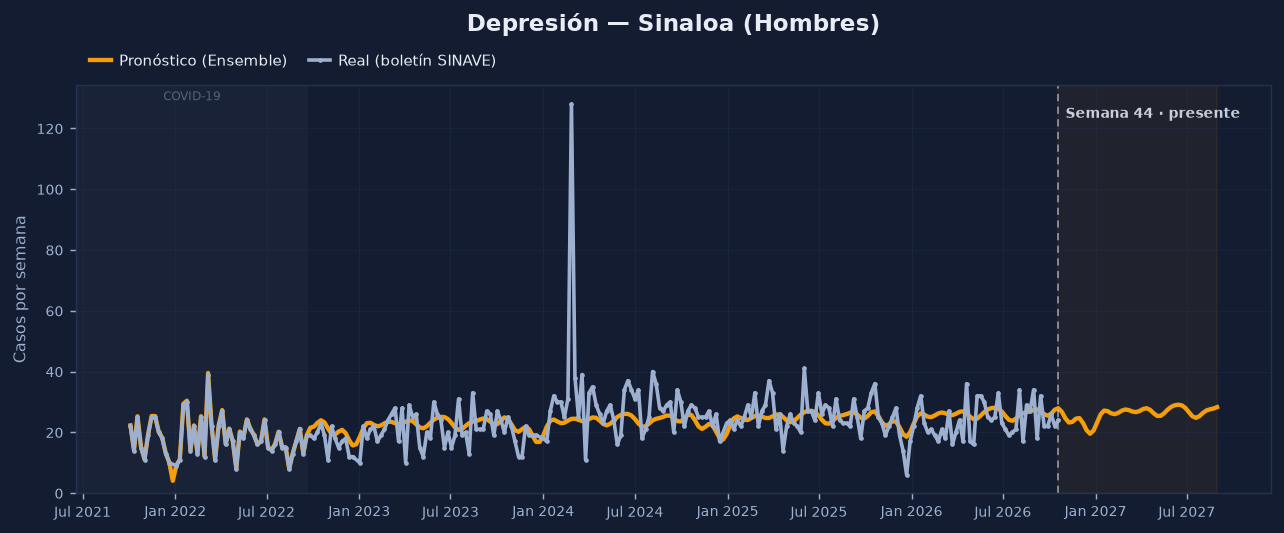 Depresión — Sinaloa (Hombres)
Pronóstico (Ensemble)
Real (boletín SINAVE)
COVID-19
Semana 44 · presente
Casos por semana
120
100
80
60
40
20
0
Jul 2021
Jan 2022
Jul 2022
Jan 2023
Jul 2023
Jan 2024
Jul 2024
Jan 2025
Jul 2025
Jan 2026
Jul 2026
Jan 2027
Jul 2027